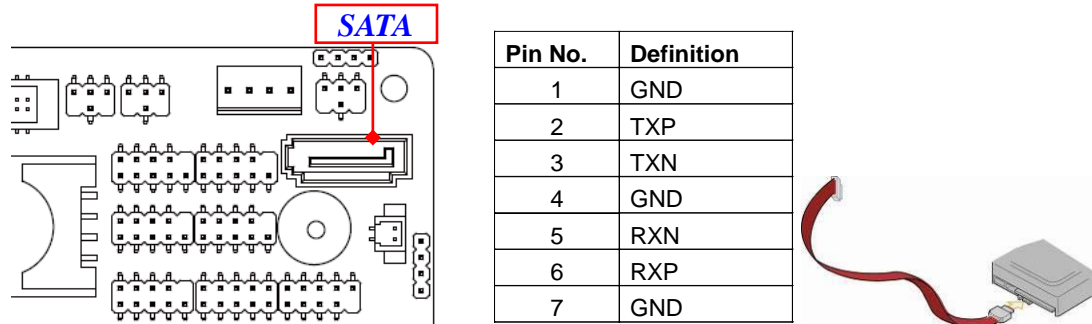 SATA
Pin No. Definition
1 GND
2 TXP
3 TXN
4 GND
5 RXN
6 RXP
7 GND